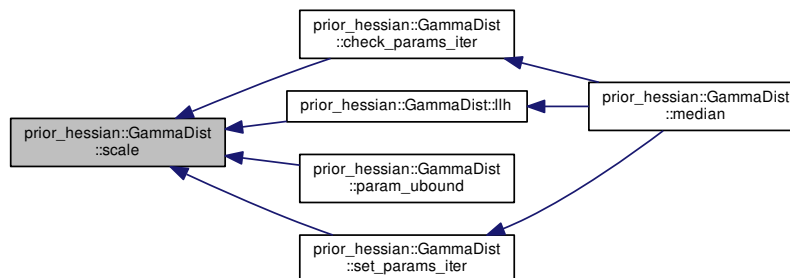 prior_hessian::GammaDist
::scale
prior_hessian::GammaDist
::check_params_iter
prior_hessian::GammaDist::llh
prior_hessian::GammaDist
::param_ubound
prior_hessian::GammaDist
::set_params_iter
prior_hessian::GammaDist
::median